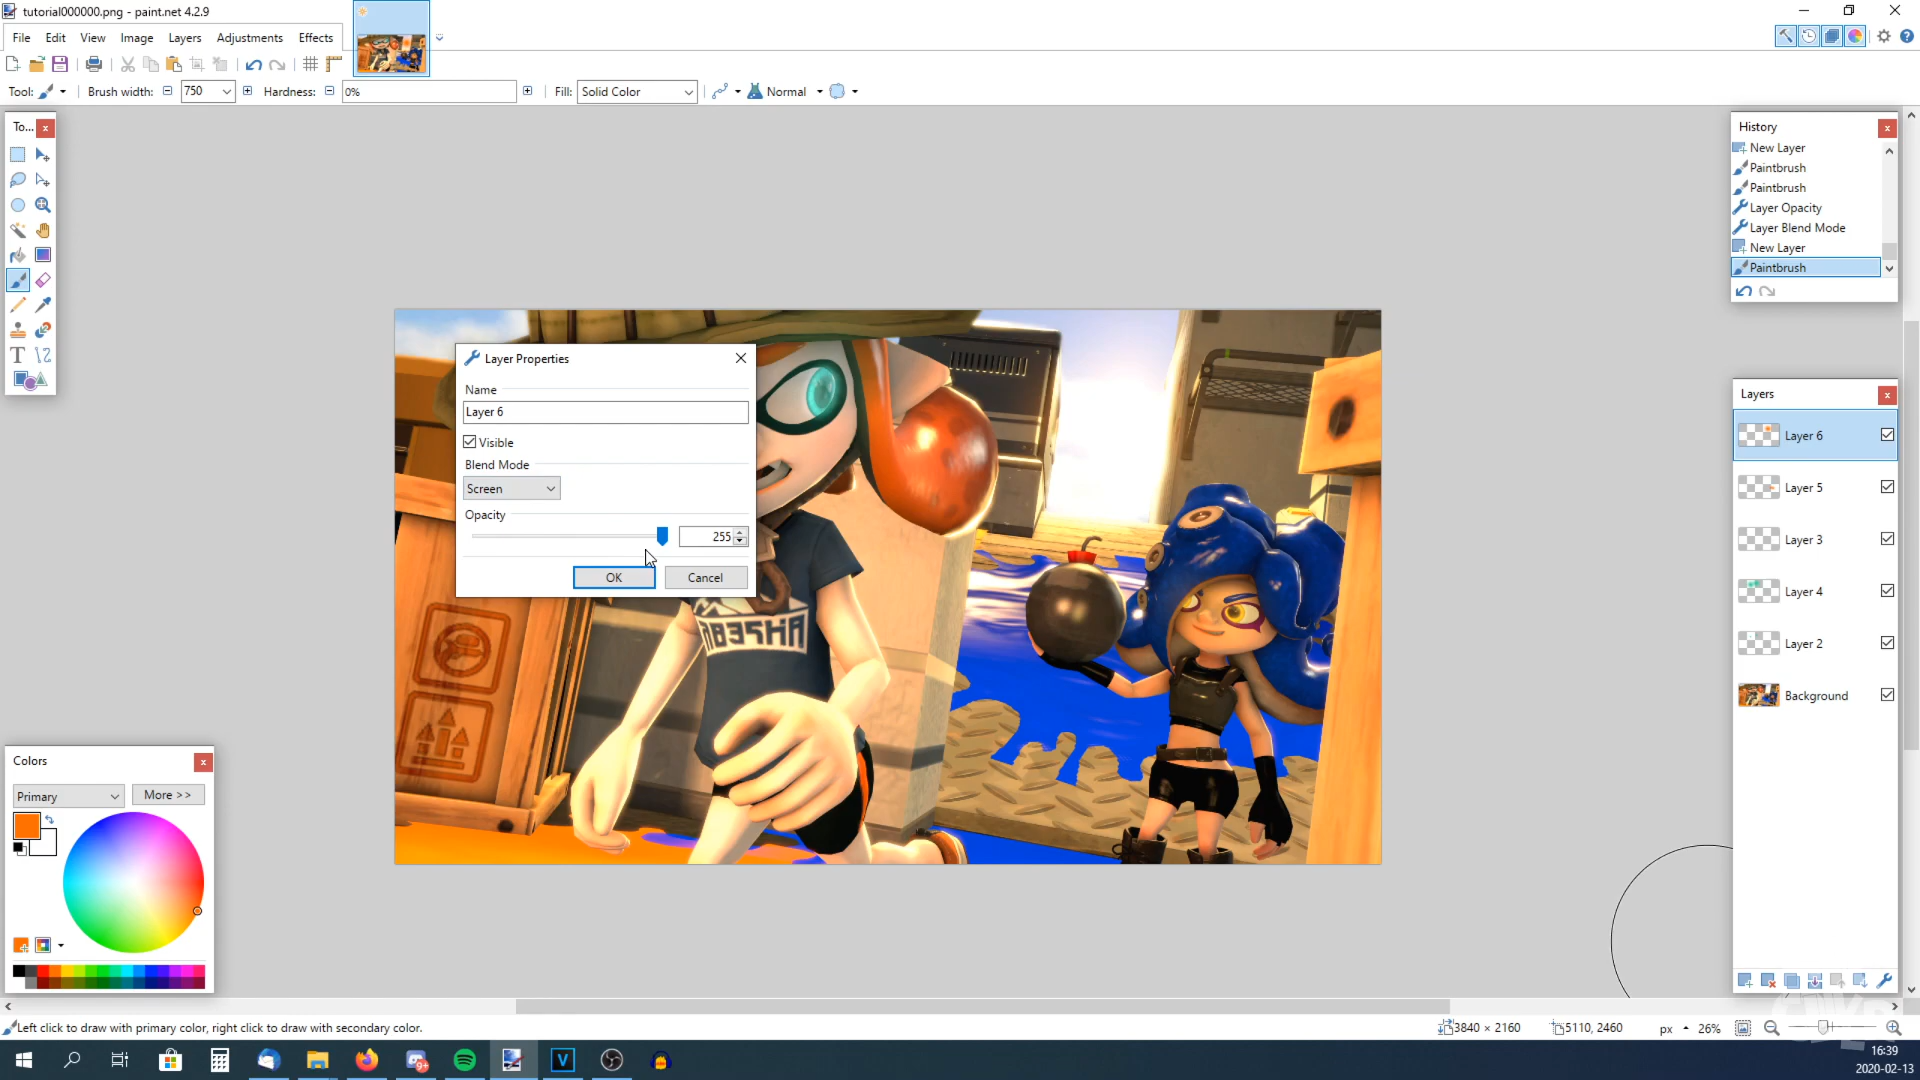 tutorial000000.png - paint.net 4.2.9
File Edit View Image Layers Adjustments Effects
Tool: Brush width: 750 Hardness: 0% Fill: Solid Color Normal
To...
History
New Layer
Paintbrush
Paintbrush
Layer Opacity
Layer Blend Mode
New Layer
Paintbrush
Layer Properties
Name
Layer 6
Visible
Blend Mode
Screen
Opacity
255
OK Cancel
Layers
Layer 6
Layer 5
Layer 3
Layer 4
Layer 2
Background
Colors
Primary More >>
Left click to draw with primary color, right click to draw with secondary color.
3840 × 2160 5110, 2460 px 26%
16:39
2020-02-13